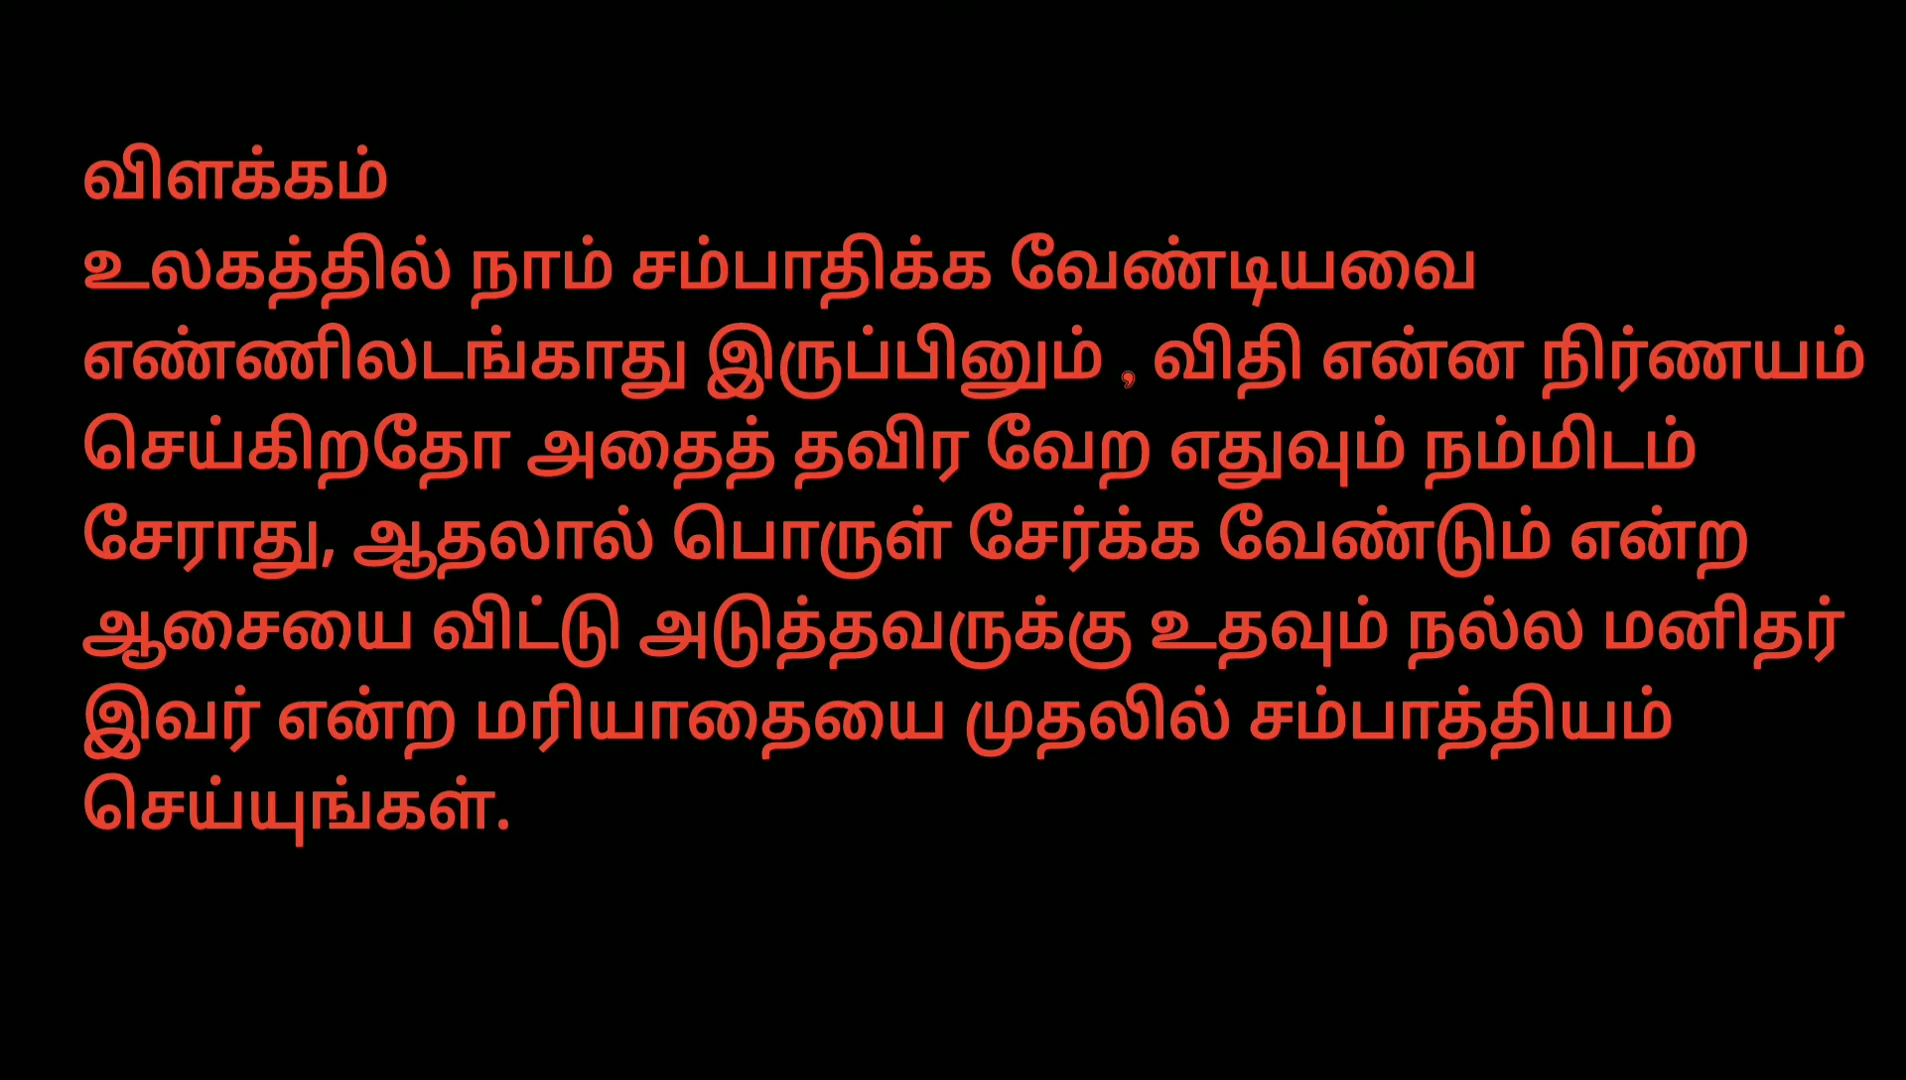 விளக்கம்
உலகத்தில் நாம் சம்பாதிக்க வேண்டியவை
எண்ணிலடங்காது இருப்பினும் , விதி என்ன நிர்ணயம்
செய்கிறதோ அதைத் தவிர வேற எதுவும் நம்மிடம்
சேராது, ஆதலால் பொருள் சேர்க்க வேண்டும் என்ற
ஆசையை விட்டு அடுத்தவருக்கு உதவும் நல்ல மனிதர்
இவர் என்ற மரியாதையை முதலில் சம்பாத்தியம்
செய்யுங்கள்.